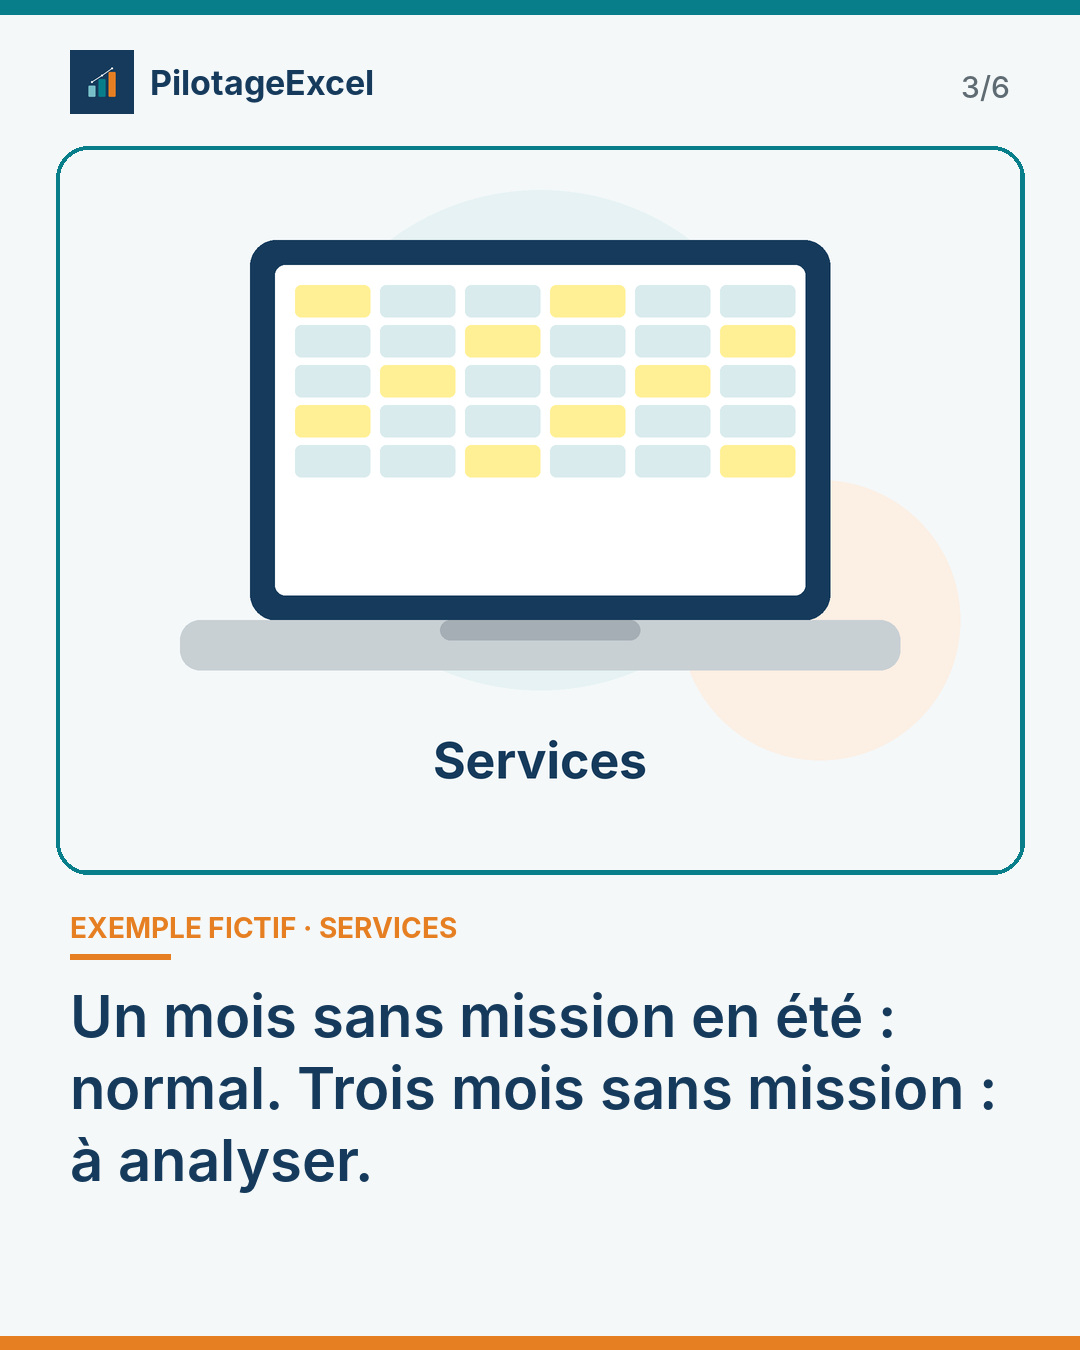 PilotageExcel
3/6
Services
EXEMPLE FICTIF · SERVICES
Un mois sans mission en été :
normal. Trois mois sans mission :
à analyser.